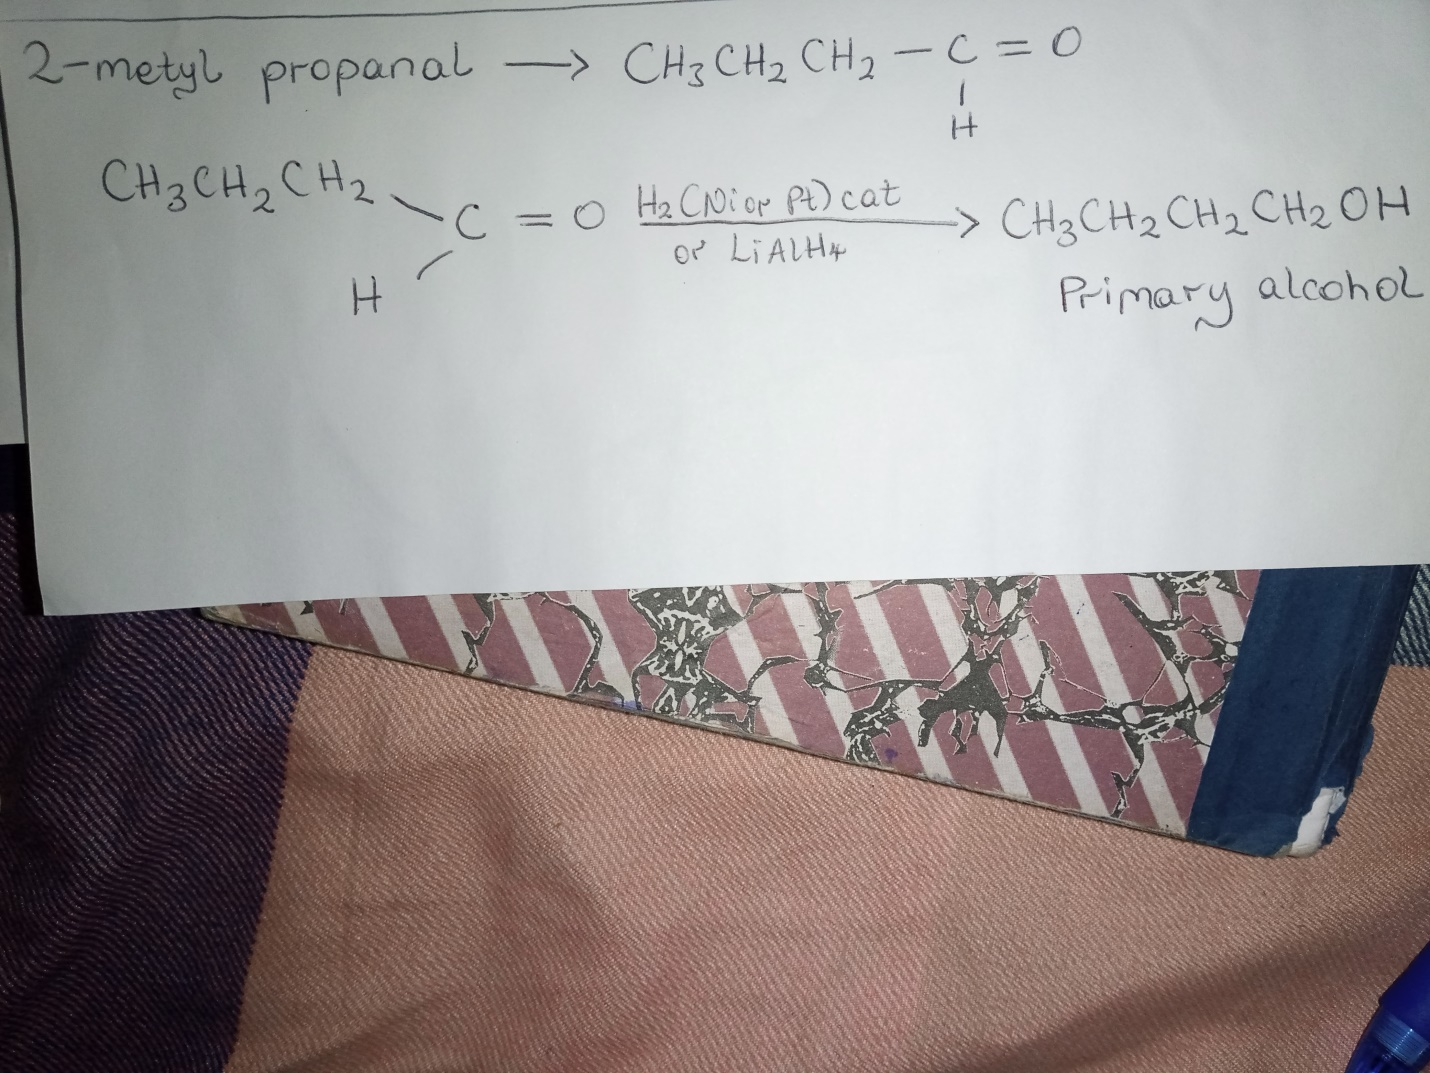 2-metyl propanal ⟶ CH₃CH₂CH₂ — C = O
H
CH₃CH₂CH₂
C = O H₂(Ni or Pt) cat ⟶ CH₃CH₂CH₂CH₂OH
or LiAlH₄
H
Primary alcohol